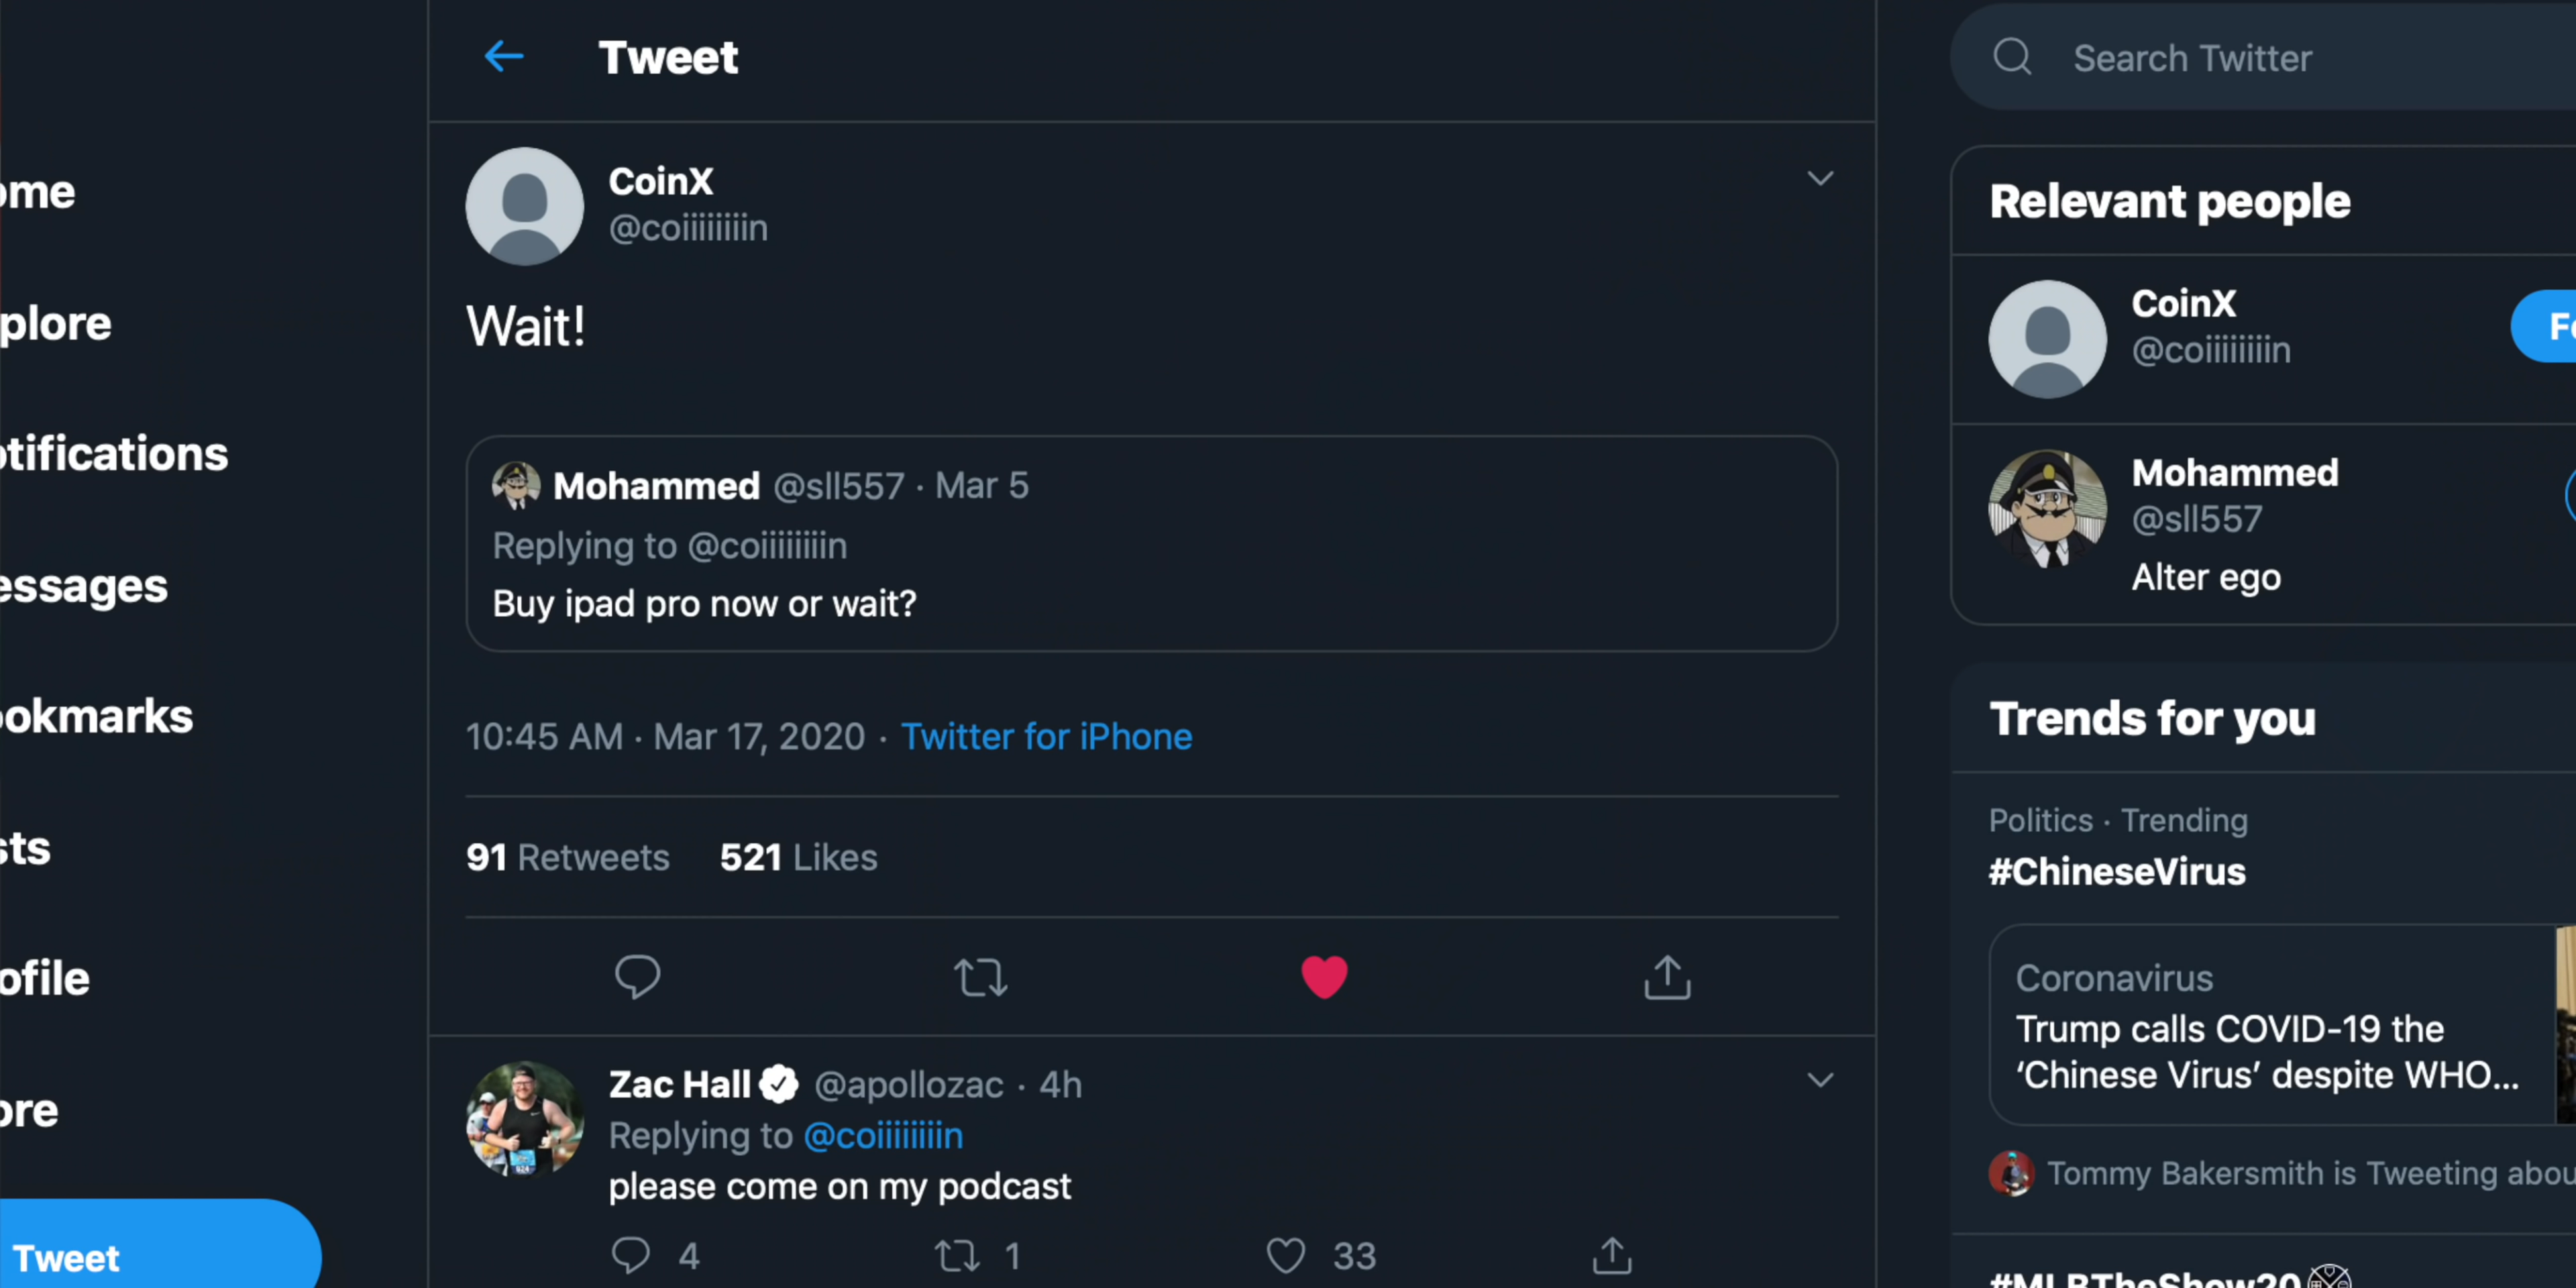 Tweet
Search Twitter
ome
plore
otifications
essages
ookmarks
sts
ofile
ore
Tweet
CoinX
@coiiiiiiiin
Wait!
Mohammed @sll557 · Mar 5
Replying to @coiiiiiiiin
Buy ipad pro now or wait?
10:45 AM · Mar 17, 2020 · Twitter for iPhone
91 Retweets 521 Likes
Zac Hall @apollozac · 4h
Replying to @coiiiiiiiin
please come on my podcast
4 1 33
Relevant people
CoinX
@coiiiiiiiin
Fo
Mohammed
@sll557
Alter ego
Trends for you
Politics · Trending
#ChineseVirus
Coronavirus
Trump calls COVID-19 the
‘Chinese Virus’ despite WHO...
Tommy Bakersmith is Tweeting abou
#MLBTheShow20